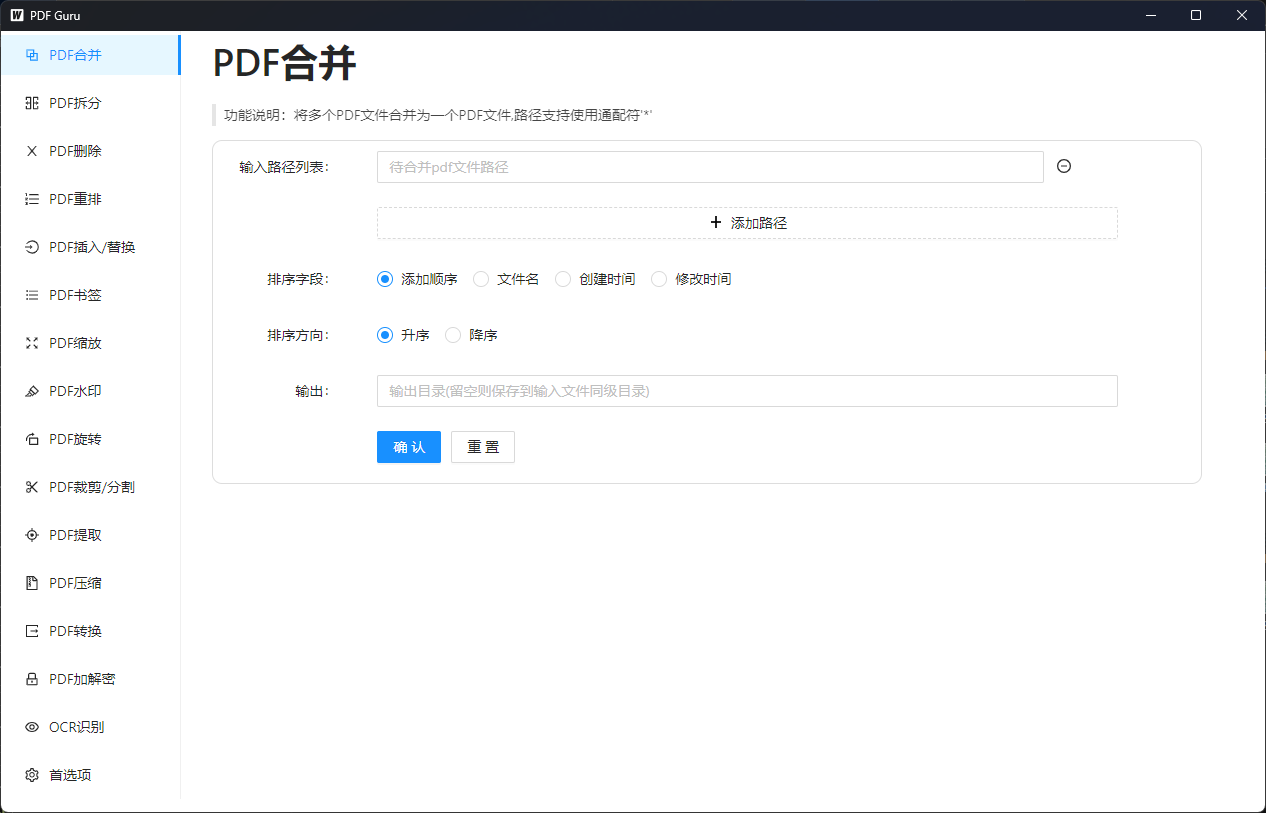 PDF Guru
PDF合并
PDF拆分
PDF删除
PDF重排
PDF插入/替换
PDF书签
PDF缩放
PDF水印
PDF旋转
PDF裁剪/分割
PDF提取
PDF压缩
PDF转换
PDF加解密
OCR识别
首选项
PDF合并
功能说明：将多个PDF文件合并为一个PDF文件,路径支持使用通配符'*'
输入路径列表： 待合并pdf文件路径
添加路径
排序字段： 添加顺序 文件名 创建时间 修改时间
排序方向： 升序 降序
输出： 输出目录(留空则保存到输入文件同级目录)
确 认 重 置